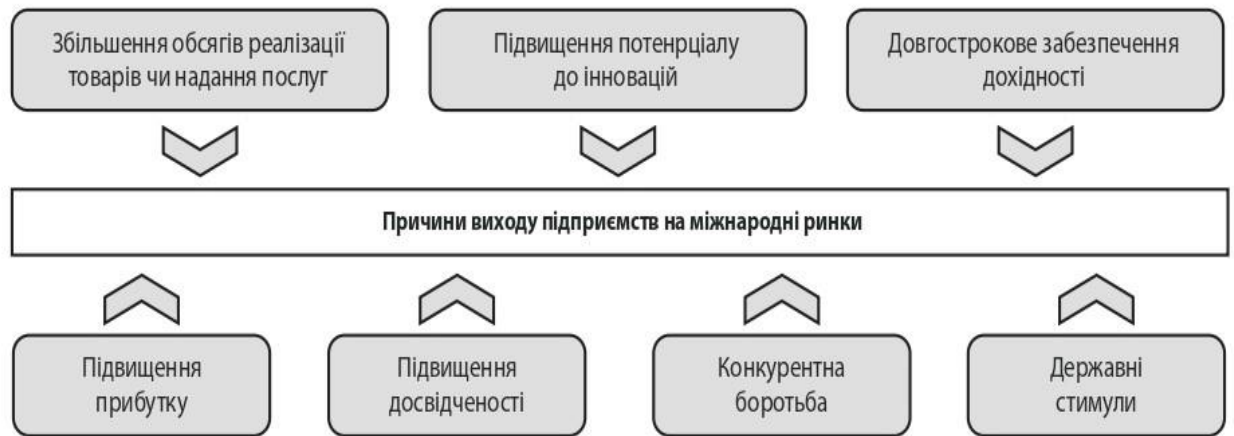 Збільшення обсягів реалізації
товарів чи надання послуг
Підвищення потенрціалу
до інновацій
Довгострокове забезпечення
дохідності
Причини виходу підприємств на міжнародні ринки
Підвищення
прибутку
Підвищення
досвідченості
Конкурентна
боротьба
Державні
стимули